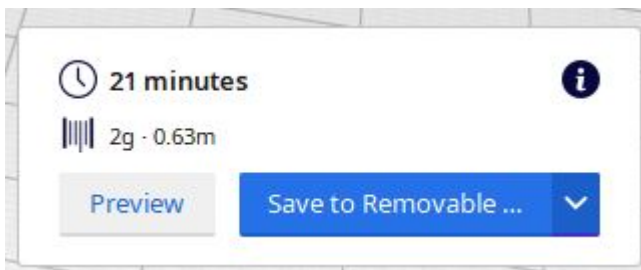 21 minutes
2g · 0.63m
Preview
Save to Removable ...